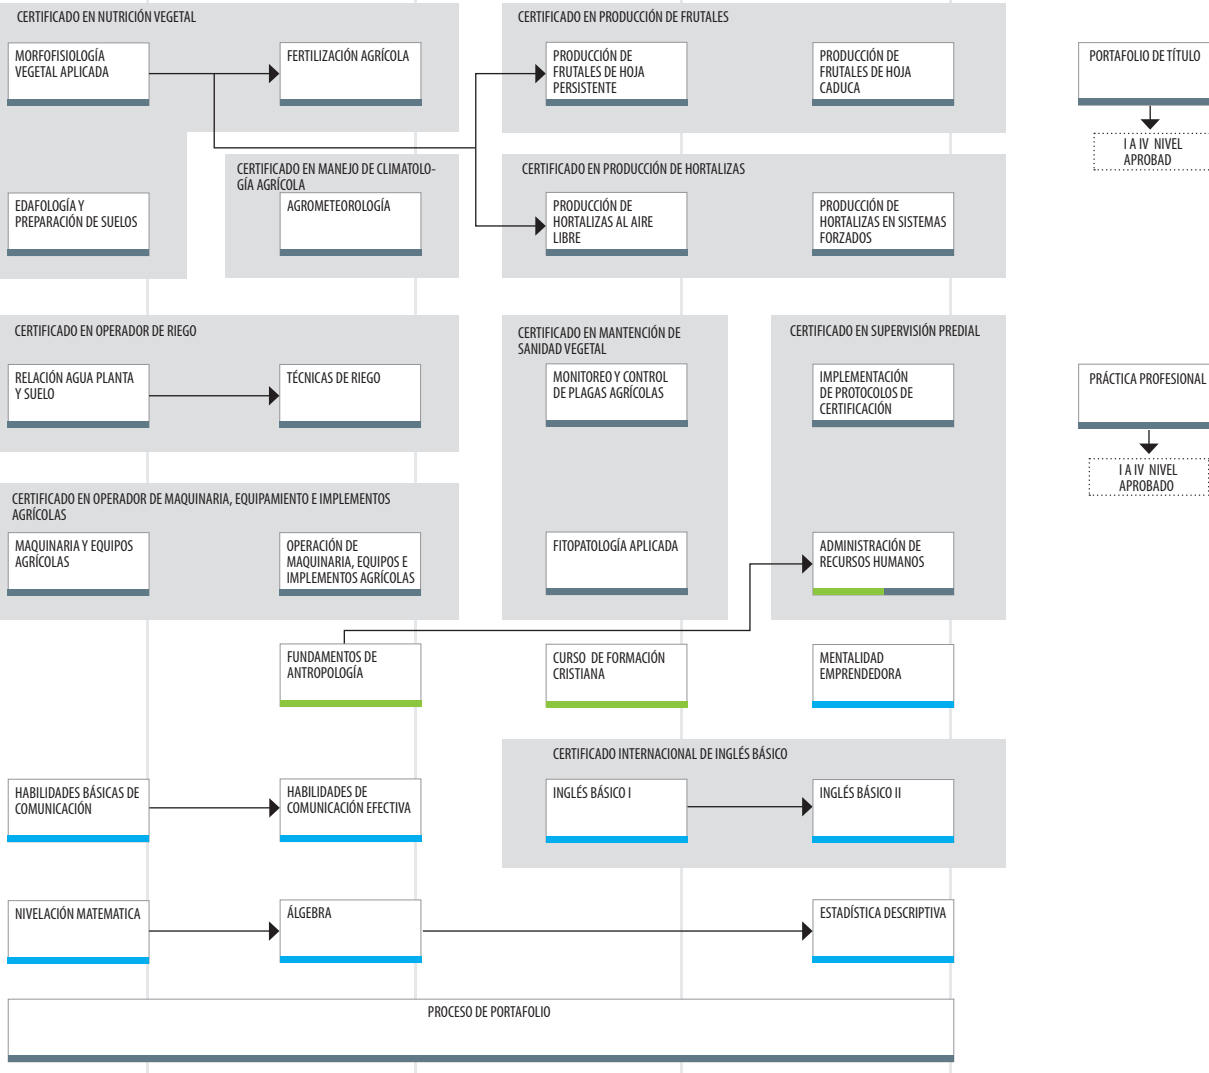 CERTIFICADO EN NUTRICIÓN VEGETAL
CERTIFICADO EN PRODUCCIÓN DE FRUTALES
MORFOFISIOLOGÍA
VEGETAL APLICADA
FERTILIZACIÓN AGRÍCOLA
PRODUCCIÓN DE
FRUTALES DE HOJA
PERSISTENTE
PRODUCCIÓN DE
FRUTALES DE HOJA
CADUCA
PORTAFOLIO DE TÍTULO
I A IV NIVEL
APROBAD
CERTIFICADO EN MANEJO DE CLIMATOLO-
GÍA AGRÍCOLA
CERTIFICADO EN PRODUCCIÓN DE HORTALIZAS
EDAFOLOGÍA Y
PREPARACIÓN DE SUELOS
AGROMETEOROLOGÍA
PRODUCCIÓN DE
HORTALIZAS AL AIRE
LIBRE
PRODUCCIÓN DE
HORTALIZAS EN SISTEMAS
FORZADOS
CERTIFICADO EN OPERADOR DE RIEGO
CERTIFICADO EN MANTENCIÓN DE
SANIDAD VEGETAL
CERTIFICADO EN SUPERVISIÓN PREDIAL
RELACIÓN AGUA PLANTA
Y SUELO
TÉCNICAS DE RIEGO
MONITOREO Y CONTROL
DE PLAGAS AGRÍCOLAS
IMPLEMENTACIÓN
DE PROTOCOLOS DE
CERTIFICACIÓN
PRÁCTICA PROFESIONAL
I A IV NIVEL
APROBADO
CERTIFICADO EN OPERADOR DE MAQUINARIA, EQUIPAMIENTO E IMPLEMENTOS
AGRÍCOLAS
MAQUINARIA Y EQUIPOS
AGRÍCOLAS
OPERACIÓN DE
MAQUINARIA, EQUIPOS E
IMPLEMENTOS AGRÍCOLAS
FITOPATOLOGÍA APLICADA
ADMINISTRACIÓN DE
RECURSOS HUMANOS
FUNDAMENTOS DE
ANTROPOLOGÍA
CURSO DE FORMACIÓN
CRISTIANA
MENTALIDAD
EMPRENDEDORA
CERTIFICADO INTERNACIONAL DE INGLÉS BÁSICO
HABILIDADES BÁSICAS DE
COMUNICACIÓN
HABILIDADES DE
COMUNICACIÓN EFECTIVA
INGLÉS BÁSICO I
INGLÉS BÁSICO II
NIVELACIÓN MATEMATICA
ÁLGEBRA
ESTADÍSTICA DESCRIPTIVA
PROCESO DE PORTAFOLIO